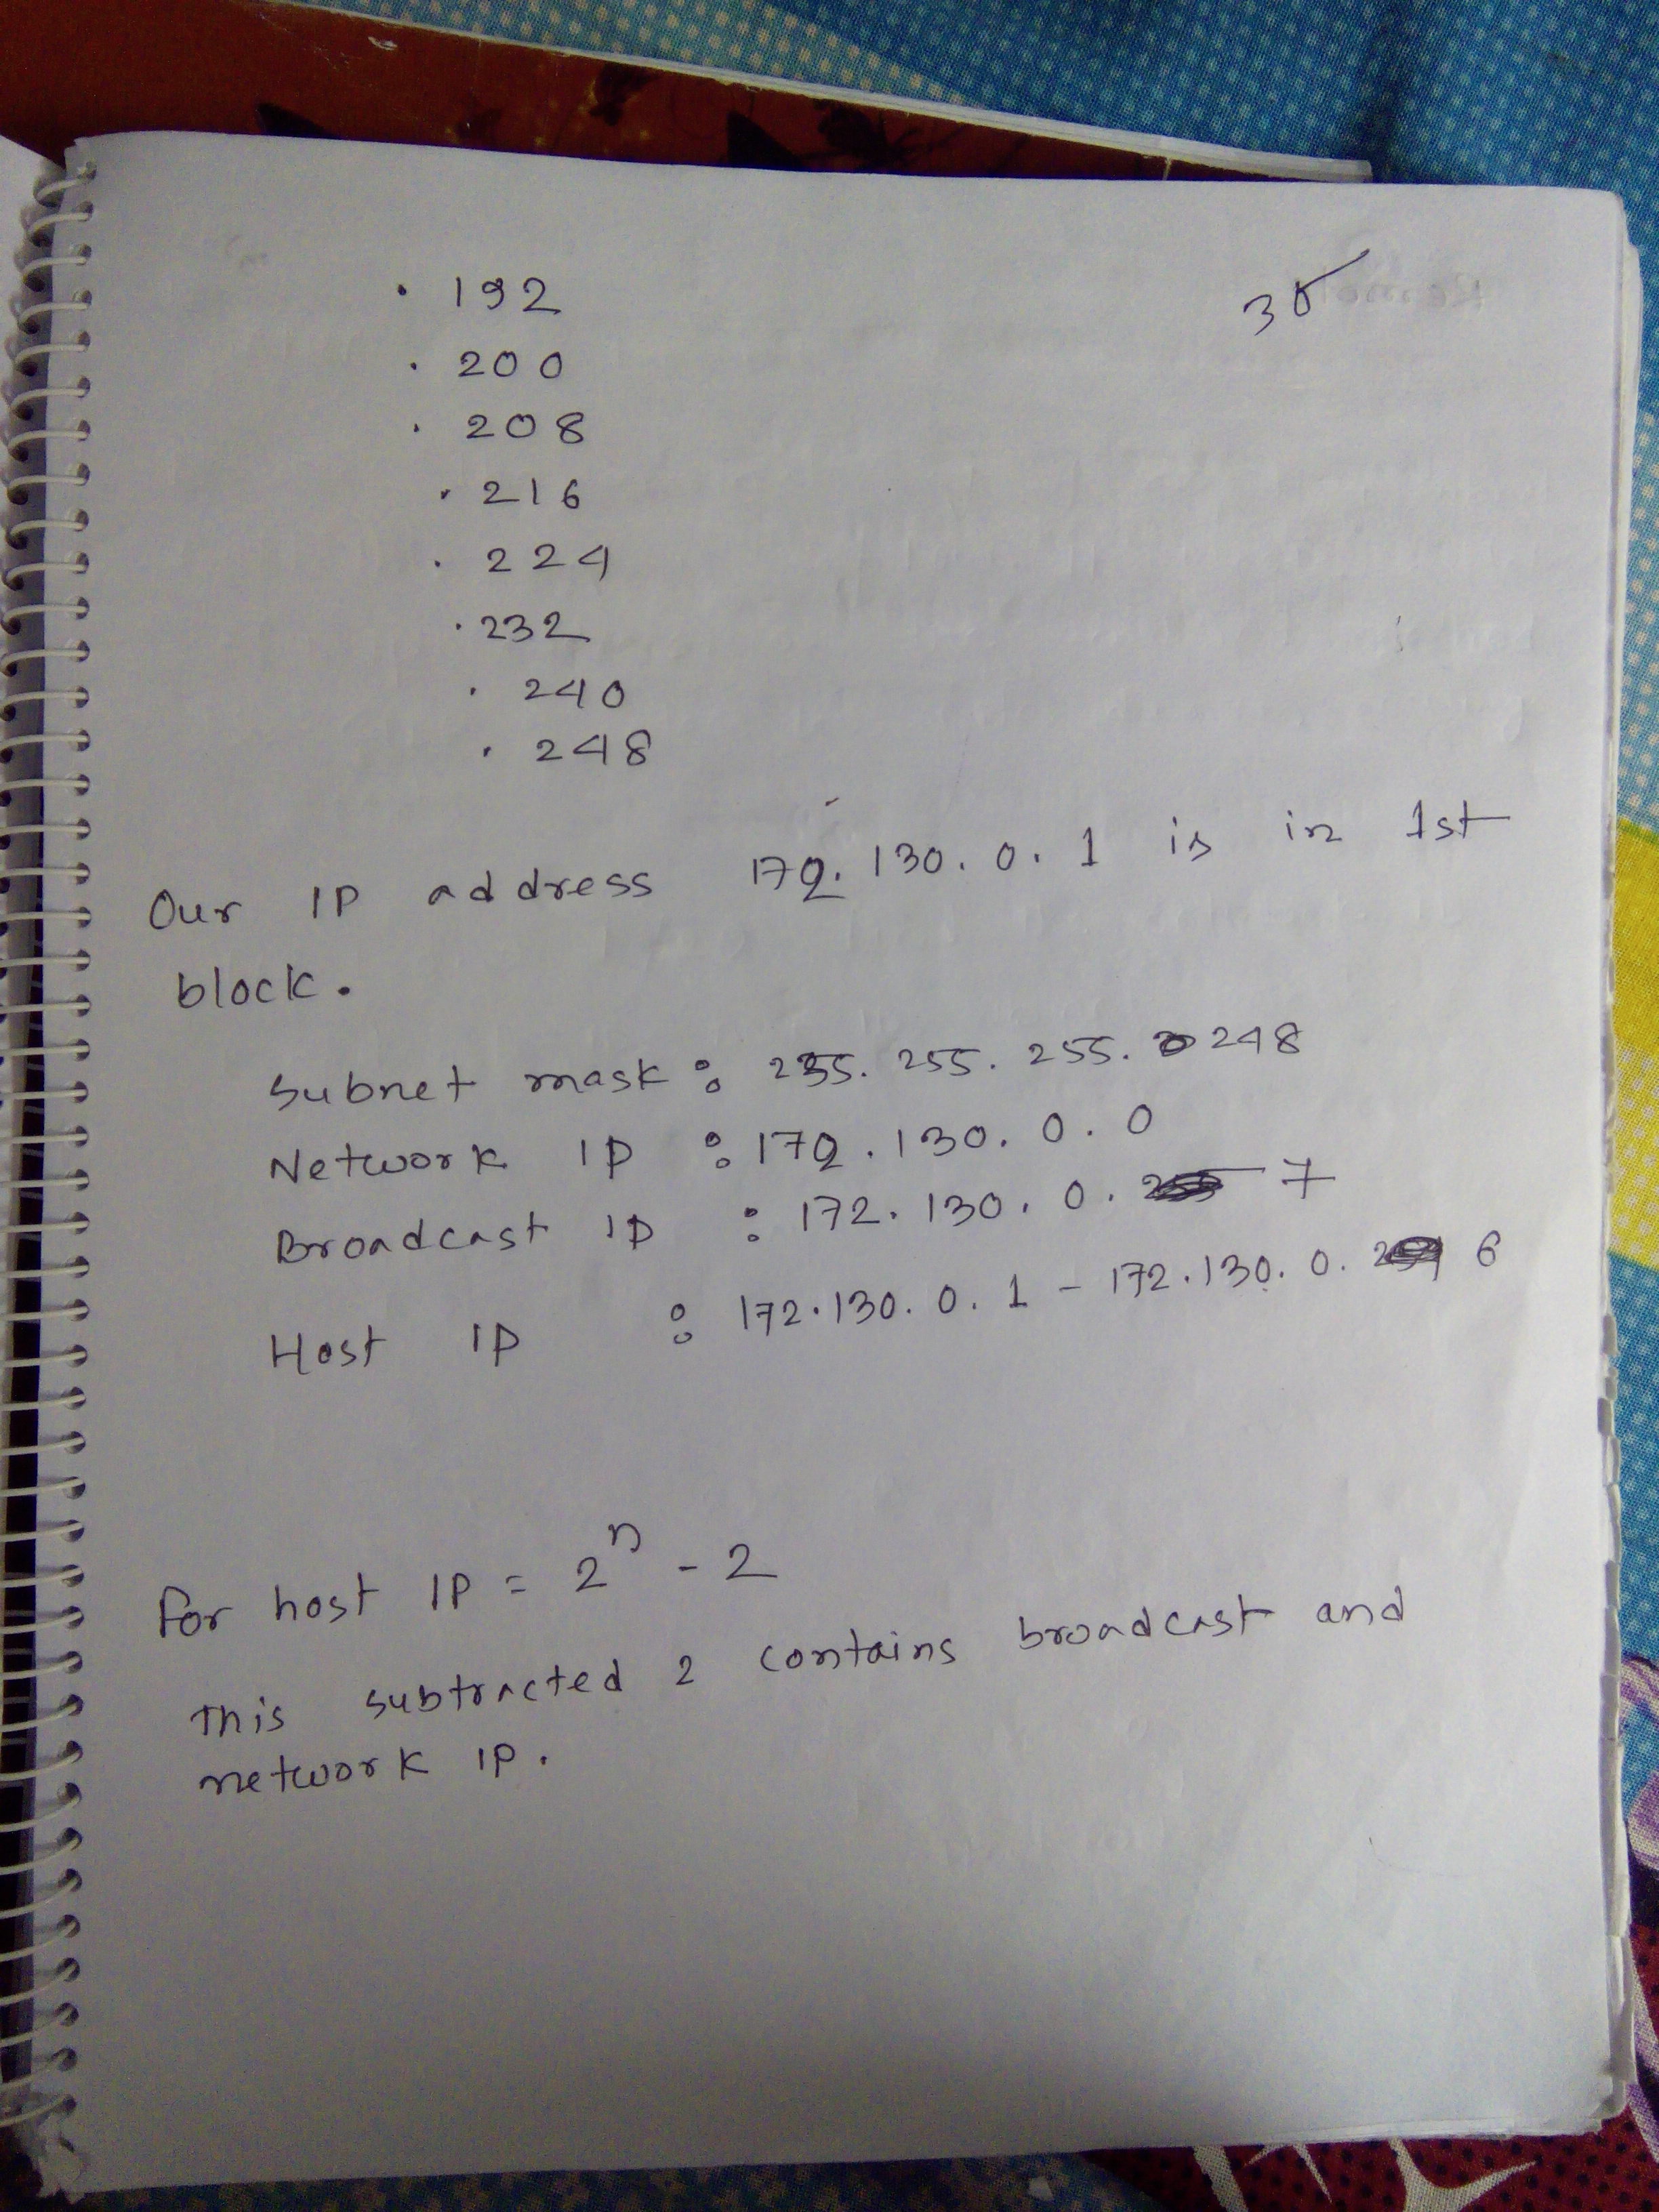 35
. 192
. 200
. 208
. 216
. 224
. 232
. 240
. 248
Our IP address 172.130.0.1 is in 1st
block.
Subnet mask : 255.255.255.248
Network IP : 172.130.0.0
Broadcast IP : 172.130.0.7
Host IP : 172.130.0.1 - 172.130.0.6
For host IP = 2ⁿ - 2
This subtracted 2 contains broadcast and
network IP.